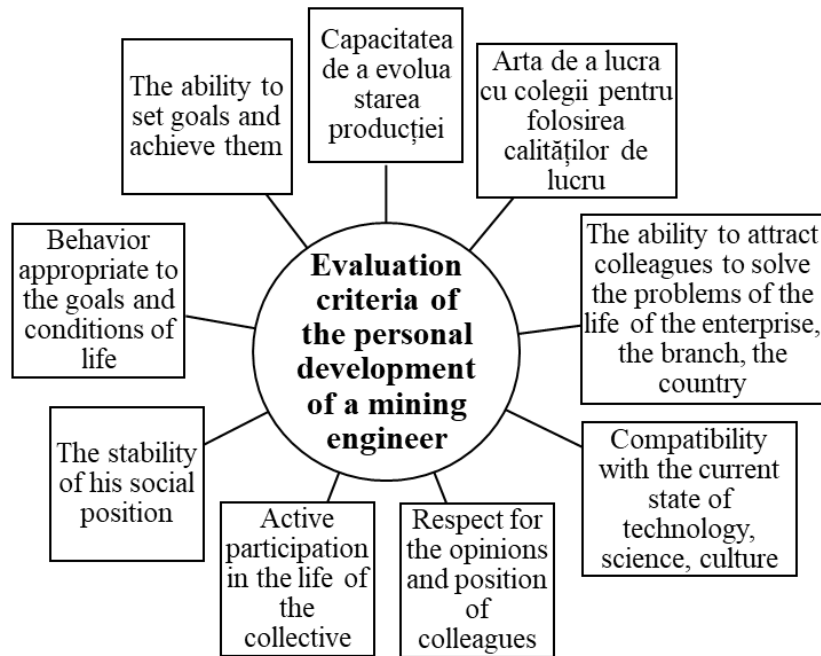 Capacitatea
de a evolua
starea
producției
Arta de a lucra
cu colegii pentru
folosirea
calităților de
lucru
The ability to
set goals and
achieve them
Behavior
appropriate to
the goals and
conditions of
life
Evaluation
criteria of
the personal
development
of a mining
engineer
The ability to attract
colleagues to solve
the problems of the
life of the enterprise,
the branch, the
country
The stability
of his social
position
Compatibility
with the current
state of
technology,
science, culture
Active
participation
in the life of
the
collective
Respect for
the opinions
and position
of
colleagues